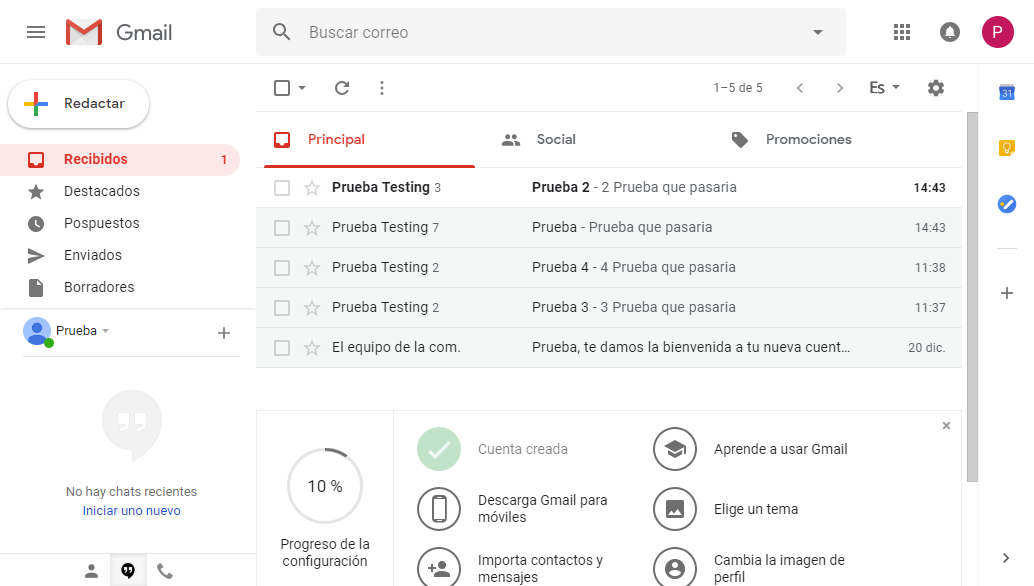 Gmail
Buscar correo
P
Redactar
1–5 de 5
Es
31
Recibidos 1
Destacados
Pospuestos
Enviados
Borradores
Prueba
No hay chats recientes
Iniciar uno nuevo
Principal
Social
Promociones
Prueba Testing 3 Prueba 2 - 2 Prueba que pasaria 14:43
Prueba Testing 7 Prueba - Prueba que pasaria 14:43
Prueba Testing 2 Prueba 4 - 4 Prueba que pasaria 11:38
Prueba Testing 2 Prueba 3 - 3 Prueba que pasaria 11:37
El equipo de la com. Prueba, te damos la bienvenida a tu nueva cuent… 20 dic.
10 %
Progreso de la
configuración
Cuenta creada
Aprende a usar Gmail
Descarga Gmail para
móviles
Elige un tema
Importa contactos y
mensajes
Cambia la imagen de
perfil